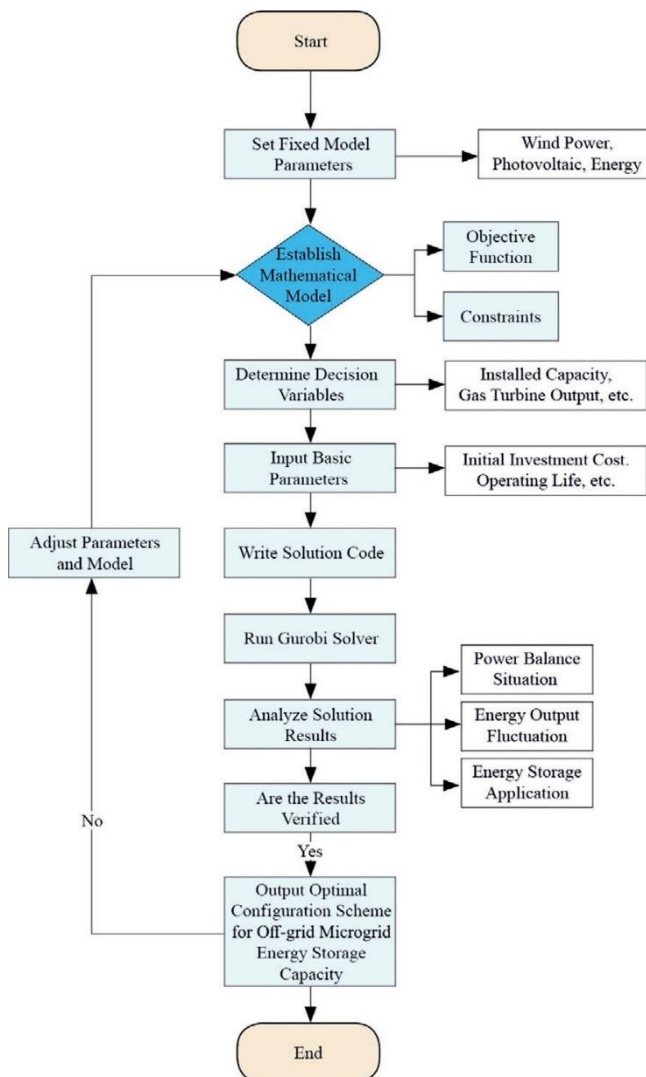 Start
Set Fixed Model
Parameters
Wind Power,
Photovoltaic, Energy
Establish
Mathematical
Model
Objective
Function
Constraints
Determine Decision
Variables
Installed Capacity,
Gas Turbine Output, etc.
Input Basic
Parameters
Initial Investment Cost.
Operating Life, etc.
Adjust Parameters
and Model
Write Solution Code
Run Gurobi Solver
Analyze Solution
Results
Power Balance
Situation
Energy Output
Fluctuation
Energy Storage
Application
Are the Results
Verified
No
Yes
Output Optimal
Configuration Scheme
for Off-grid Microgrid
Energy Storage
Capacity
End